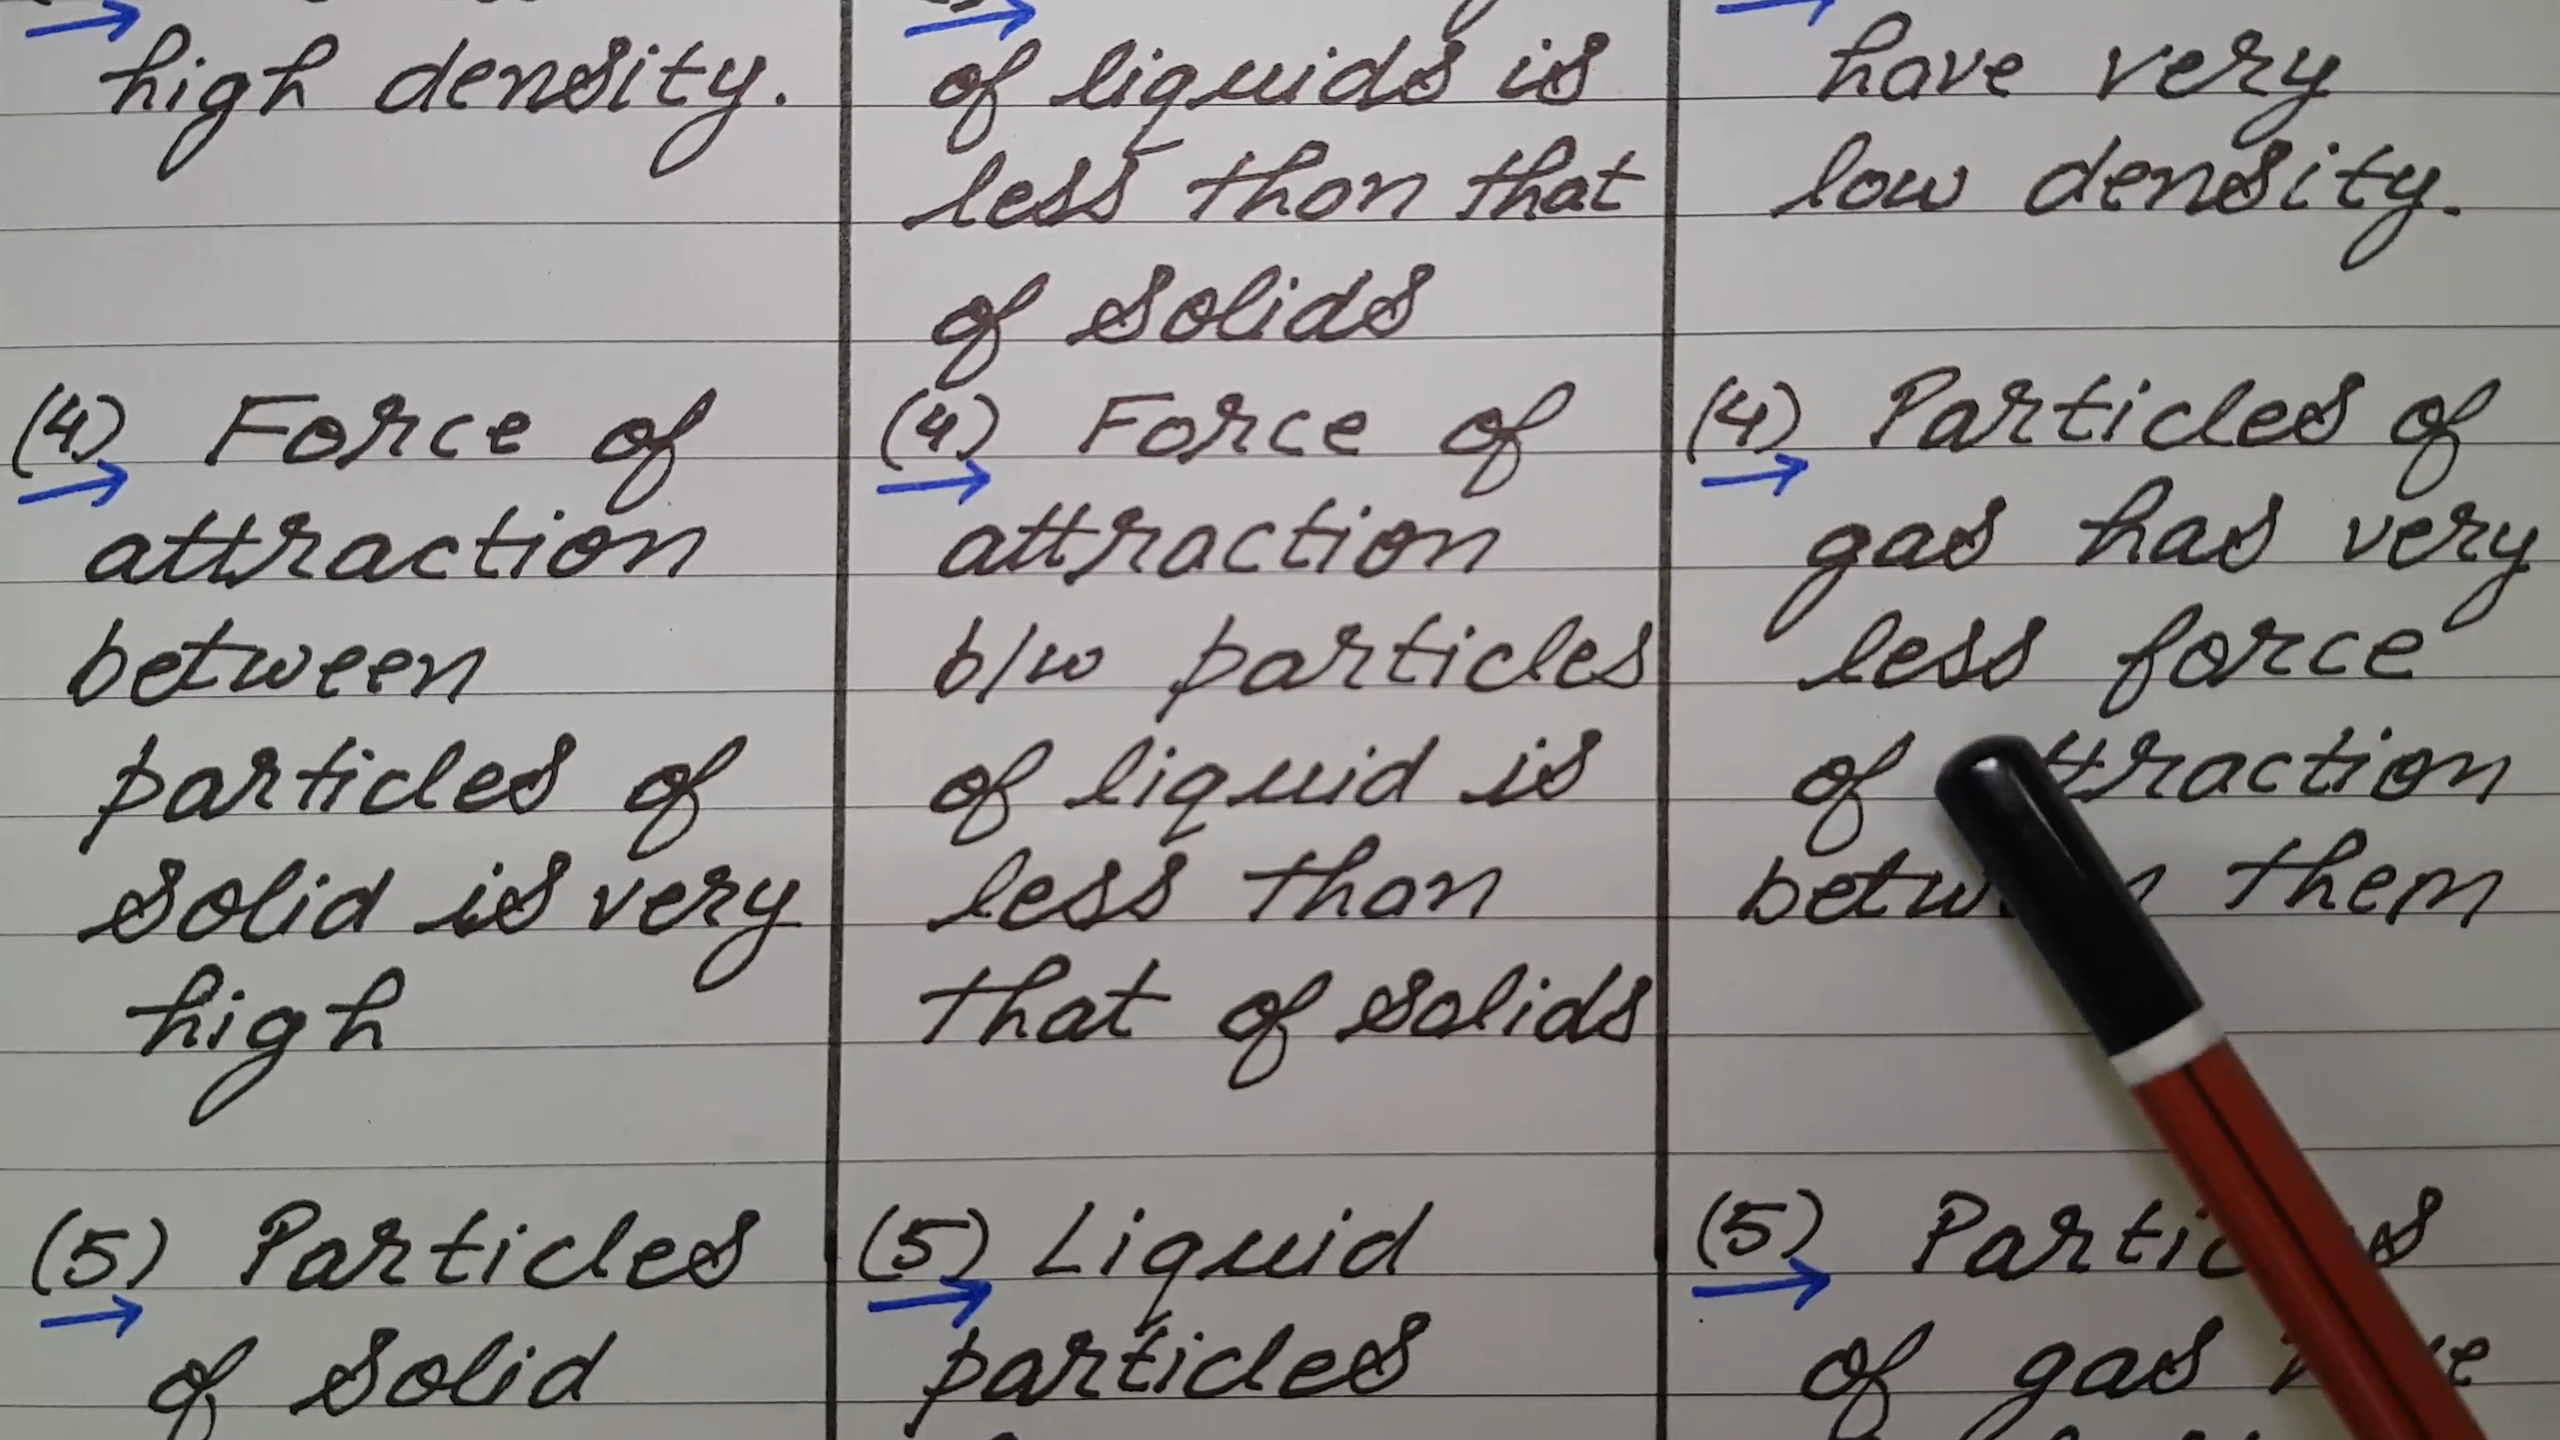 high density.
of liquids is
less than that
of solids
have very
low density.
(4) Force of
attraction
between
particles of
solid is very
high
(4) Force of
attraction
b/w particles
of liquid is
less than
that of solids
(4) Particles of
gas has very
less force
of attraction
between them
(5) Particles
of solid
(5) Liquid
particles
(5) Particles
of gas